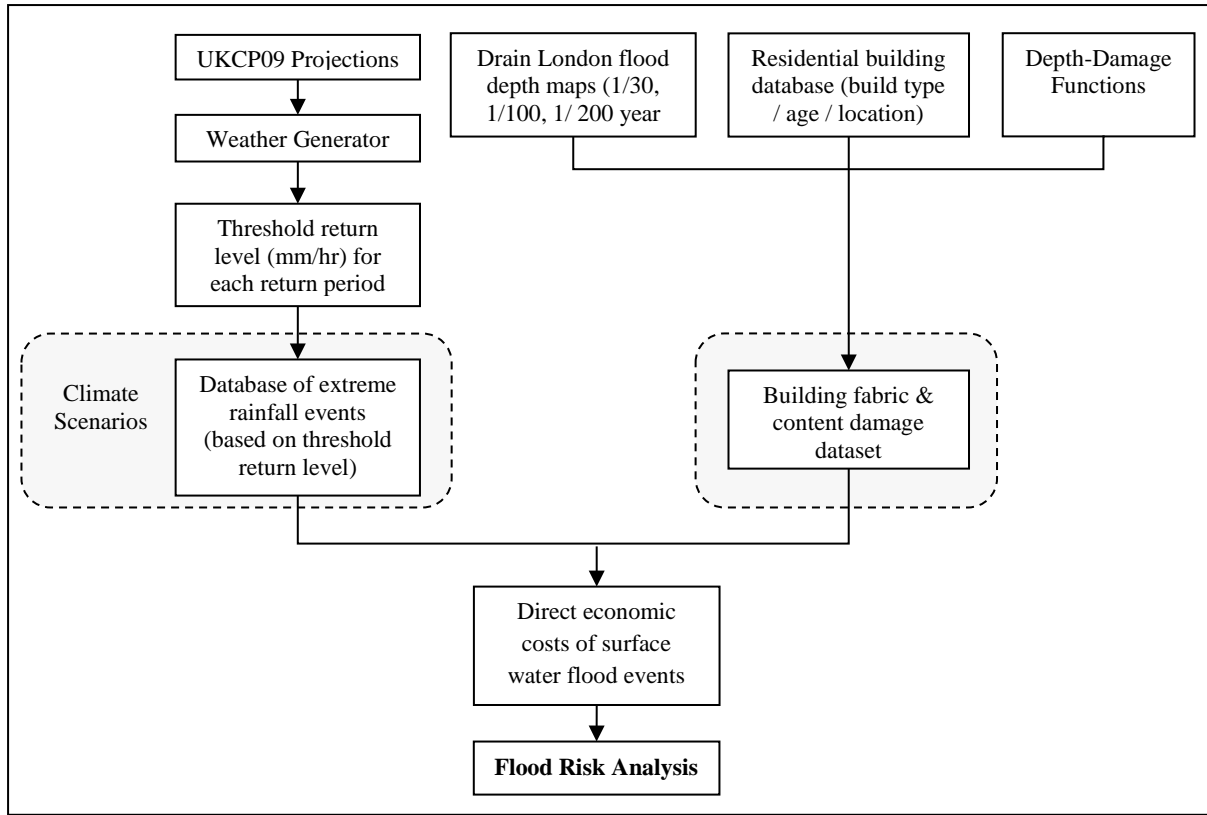 UKCP09 Projections
Weather Generator
Threshold return
level (mm/hr) for
each return period
Climate
Scenarios
Database of extreme
rainfall events
(based on threshold
return level)
Drain London flood
depth maps (1/30,
1/100, 1/ 200 year
Residential building
database (build type
/ age / location)
Depth-Damage
Functions
Building fabric &
content damage
dataset
Direct economic
costs of surface
water flood events
Flood Risk Analysis